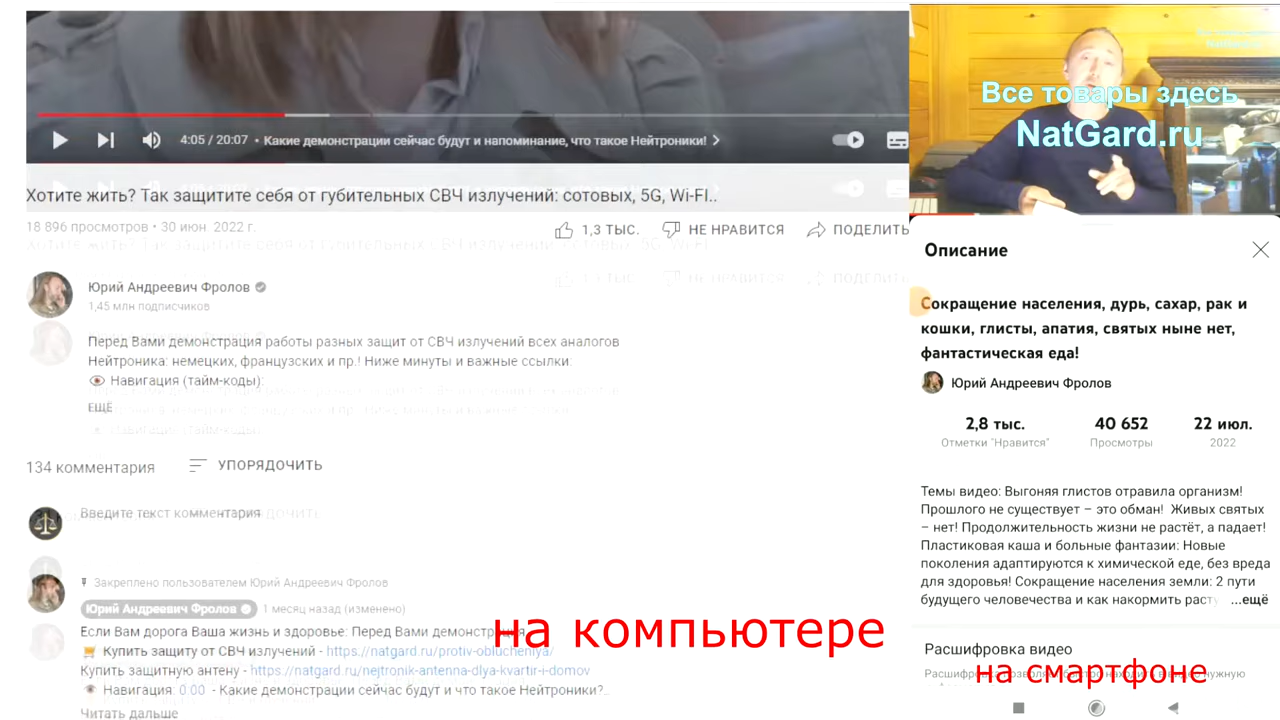 4:05 / 20:07 • Какие демонстрации сейчас будут и напоминание, что такое Нейтроники!
Хотите жить? Так защитите себя от губительных СВЧ излучений: сотовых, 5G, Wi-FI..
18 896 просмотров • 30 июн. 2022 г.
1,3 ТЫС.
НЕ НРАВИТСЯ
ПОДЕЛИТЬ
Юрий Андреевич Фролов
1,45 млн подписчиков
Перед Вами демонстрация работы разных защит от СВЧ излучений всех аналогов
Нейтроника: немецких, французских и пр.! Ниже минуты и важные ссылки:
Навигация (тайм-коды):
ЕЩЁ
134 комментария
УПОРЯДОЧИТЬ
Введите текст комментария
Закреплено пользователем Юрий Андреевич Фролов
Юрий Андреевич Фролов
1 месяц назад (изменено)
Если Вам дорога Ваша жизнь и здоровье: Перед Вами демонстрация
Купить защиту от СВЧ излучений - https://natgard.ru/protiv-oblucheniya/
Купить защитную антену - https://natgard.ru/nejtronik-antenna-dlya-kvartir-i-domov
Навигация: 0:00 - Какие демонстрации сейчас будут и что такое Нейтроники?..
Читать дальше
на компьютере
Все товары здесь
NatGard.ru
Описание
Сокращение населения, дурь, сахар, рак и
кошки, глисты, апатия, святых ныне нет,
фантастическая еда!
Юрий Андреевич Фролов
2,8 тыс.
40 652
22 июл.
Отметки "Нравится"
Просмотры
2022
Темы видео: Выгоняя глистов отравила организм!
Прошлого не существует – это обман! Живых святых
– нет! Продолжительность жизни не растёт, а падает!
Пластиковая каша и больные фантазии: Новые
поколения адаптируются к химической еде, без вреда
для здоровья! Сокращение населения земли: 2 пути
будущего человечества и как накормить раст ...ещё
Расшифровка видео
на смартфоне